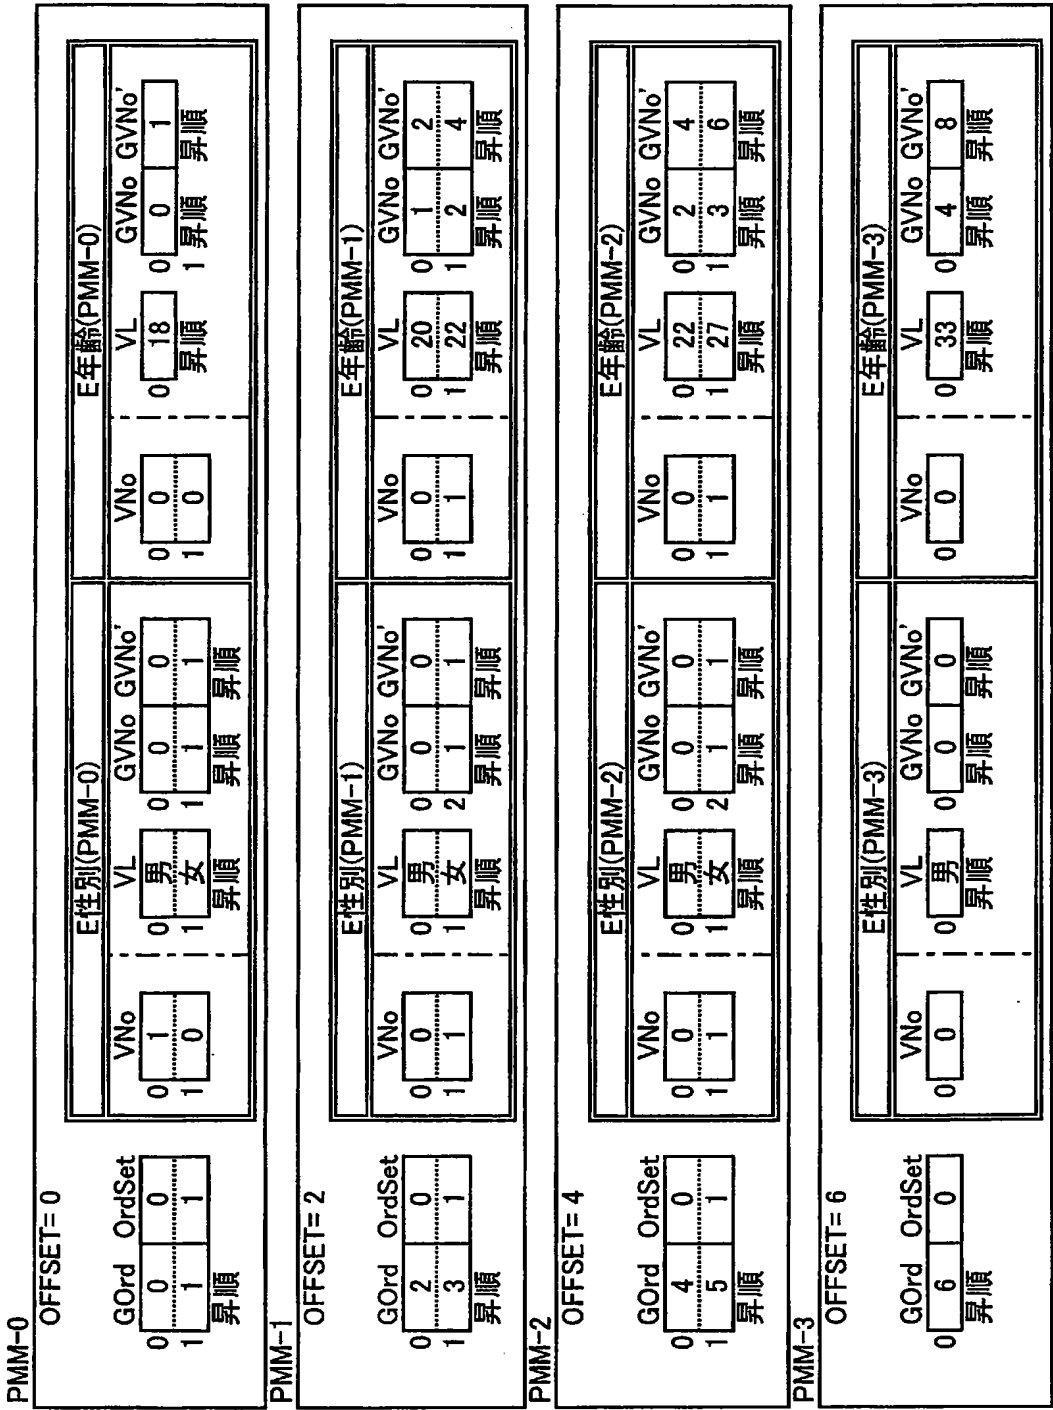 PMM-0
OFFSET= 0
E性別(PMM-0) E年齢(PMM-0)
GOrd OrdSet VNo VL GVNo GVNo' VNo VL GVNo GVNo'
0 0 0 0 1 0 男 0 0 0 0 0 0 18 0 0 1
1 1 1 1 0 1 女 1 1 1 1 0 昇順 1 昇順 昇順
昇順 昇順 昇順 昇順
PMM-1
OFFSET= 2
E性別(PMM-1) E年齢(PMM-1)
GOrd OrdSet VNo VL GVNo GVNo' VNo VL GVNo GVNo'
0 2 0 0 0 0 男 0 0 0 0 0 0 20 0 1 2
1 3 1 1 1 1 女 2 1 1 1 1 1 22 1 2 4
昇順 昇順 昇順 昇順 昇順 昇順 昇順
PMM-2
OFFSET= 4
E性別(PMM-2) E年齢(PMM-2)
GOrd OrdSet VNo VL GVNo GVNo' VNo VL GVNo GVNo'
0 4 0 0 0 0 男 0 0 0 0 0 0 22 0 2 4
1 5 1 1 1 1 女 2 1 1 1 1 1 27 1 3 6
昇順 昇順 昇順 昇順 昇順 昇順 昇順
PMM-3
OFFSET= 6
E性別(PMM-3) E年齢(PMM-3)
GOrd OrdSet VNo VL GVNo GVNo' VNo VL GVNo GVNo'
0 6 0 0 0 0 男 0 0 0 0 0 0 33 0 4 8
昇順 昇順 昇順 昇順 昇順 昇順 昇順